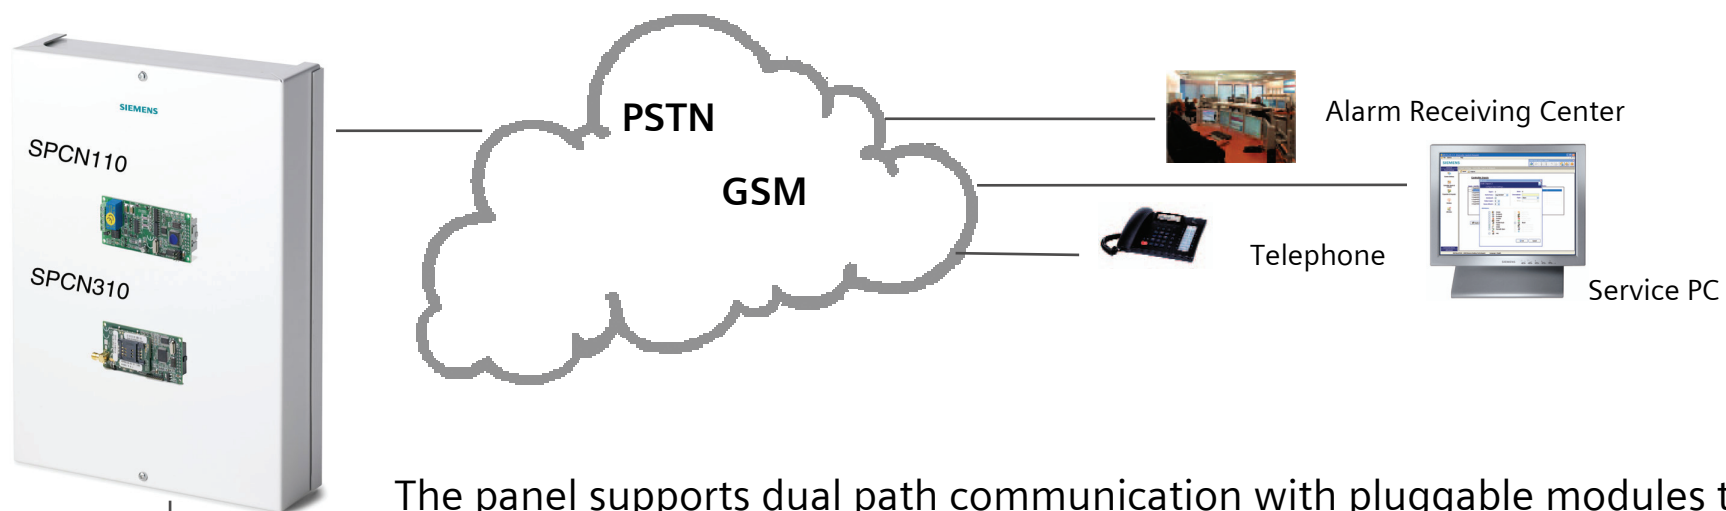 SIEMENS
SPCN110
SPCN310
PSTN
GSM
Alarm Receiving Center
Telephone
Service PC
The panel supports dual path communication with pluggable modules t